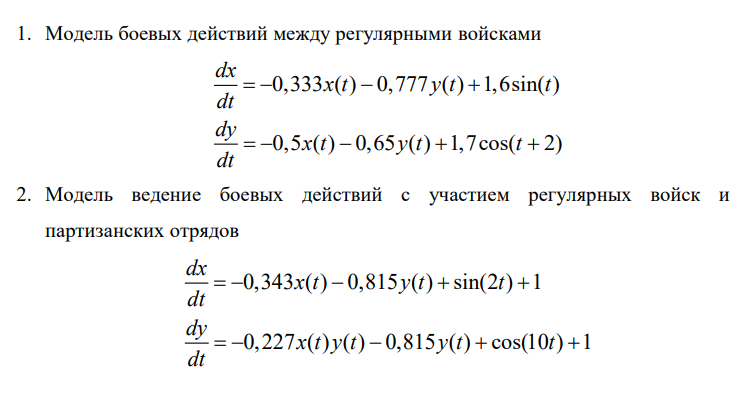 1. Модель боевых действий между регулярными войсками
dx/dt = −0,333x(t) − 0,777y(t) + 1,6sin(t)
dy/dt = −0,5x(t) − 0,65y(t) + 1,7cos(t + 2)
2. Модель ведение боевых действий с участием регулярных войск и
партизанских отрядов
dx/dt = −0,343x(t) − 0,815y(t) + sin(2t) + 1
dy/dt = −0,227x(t)y(t) − 0,815y(t) + cos(10t) + 1